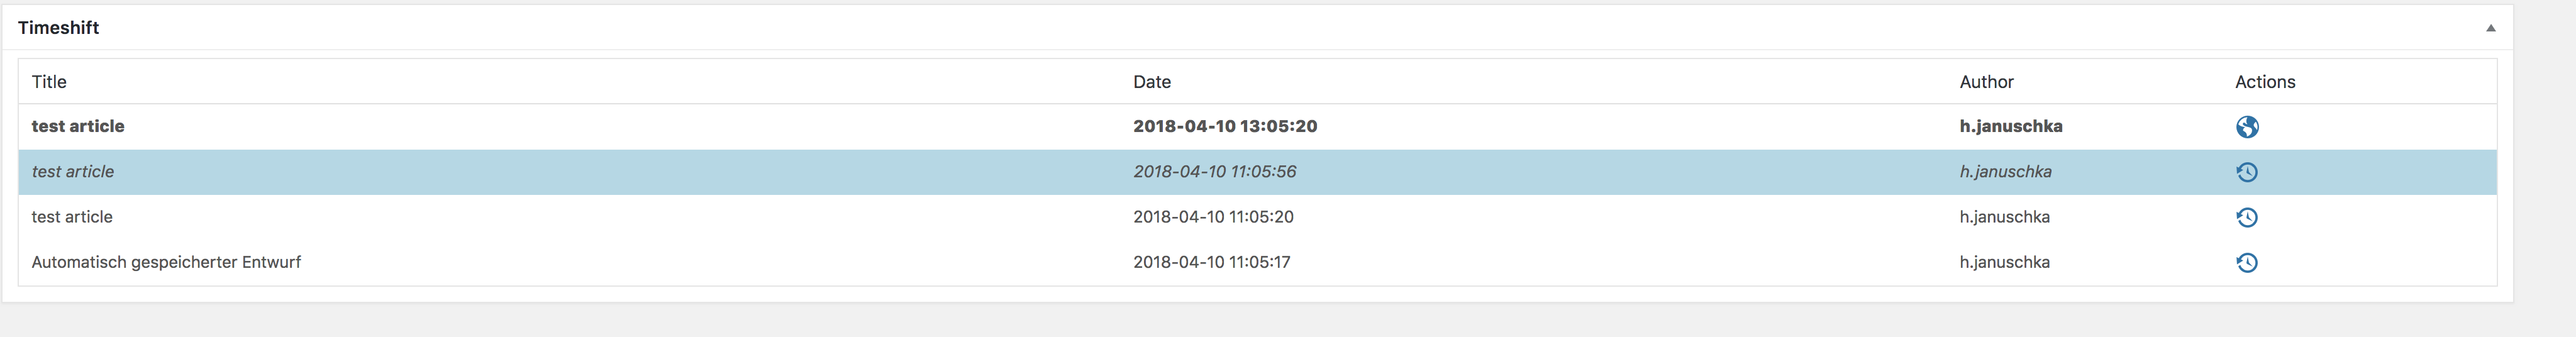 Timeshift
Title Date Author Actions
test article 2018-04-10 13:05:20 h.januschka
test article 2018-04-10 11:05:56 h.januschka
test article 2018-04-10 11:05:20 h.januschka
Automatisch gespeicherter Entwurf 2018-04-10 11:05:17 h.januschka